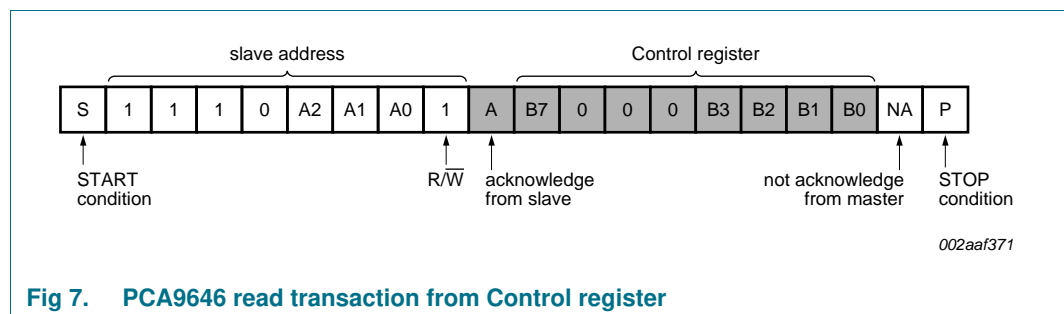 slave address Control register
S 1 1 1 0 A2 A1 A0 1 A B7 0 0 0 B3 B2 B1 B0 NA P
START condition
R/W̅
acknowledge from slave
not acknowledge from master
STOP condition
002aaf371
Fig 7. PCA9646 read transaction from Control register